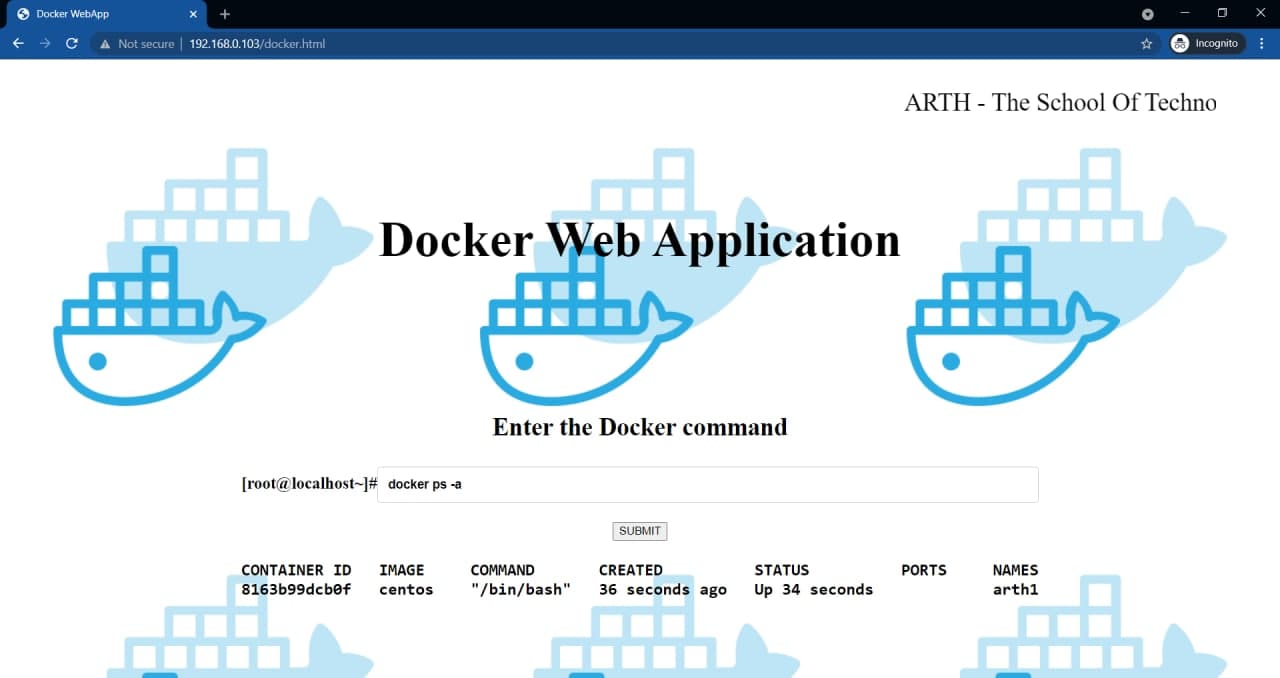 Docker WebApp
Not secure | 192.168.0.103/docker.html
Incognito
ARTH - The School Of Techno
Docker Web Application
Enter the Docker command
[root@localhost~]# docker ps -a
SUBMIT
CONTAINER ID IMAGE COMMAND CREATED STATUS PORTS NAMES
8163b99dcb0f centos "/bin/bash" 36 seconds ago Up 34 seconds arth1